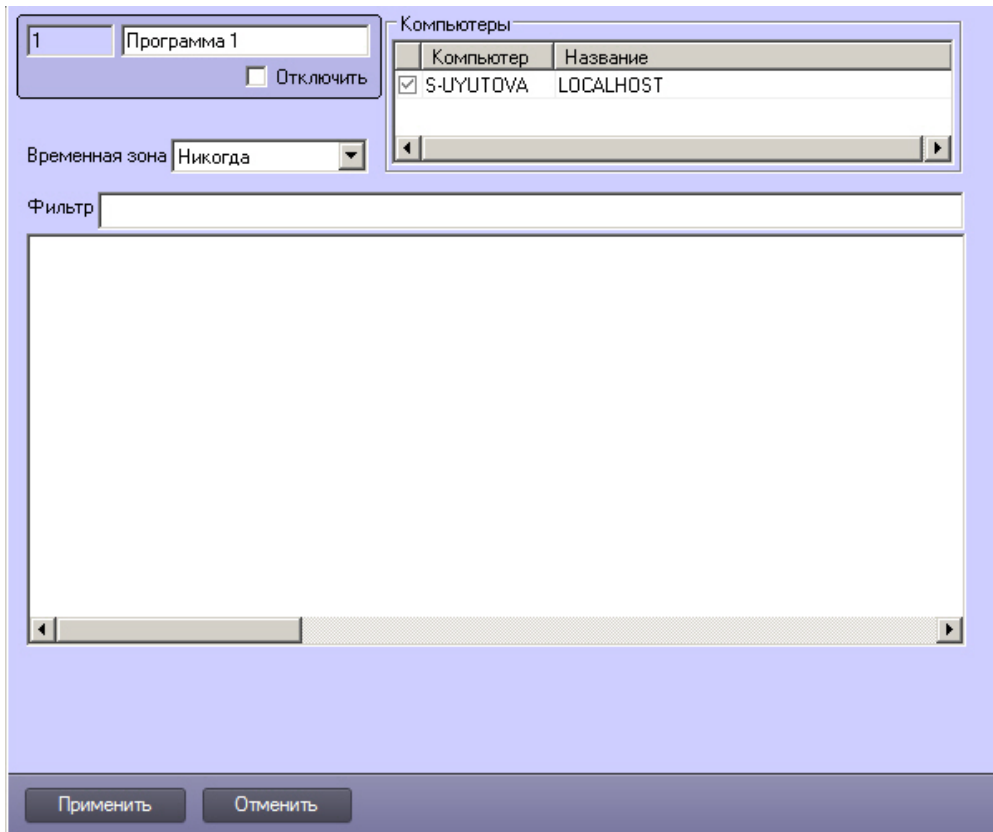 1
Программа 1
Отключить
Временная зона Никогда
Компьютеры
Компьютер Название
S-UYUTOVA LOCALHOST
Фильтр
Применить Отменить